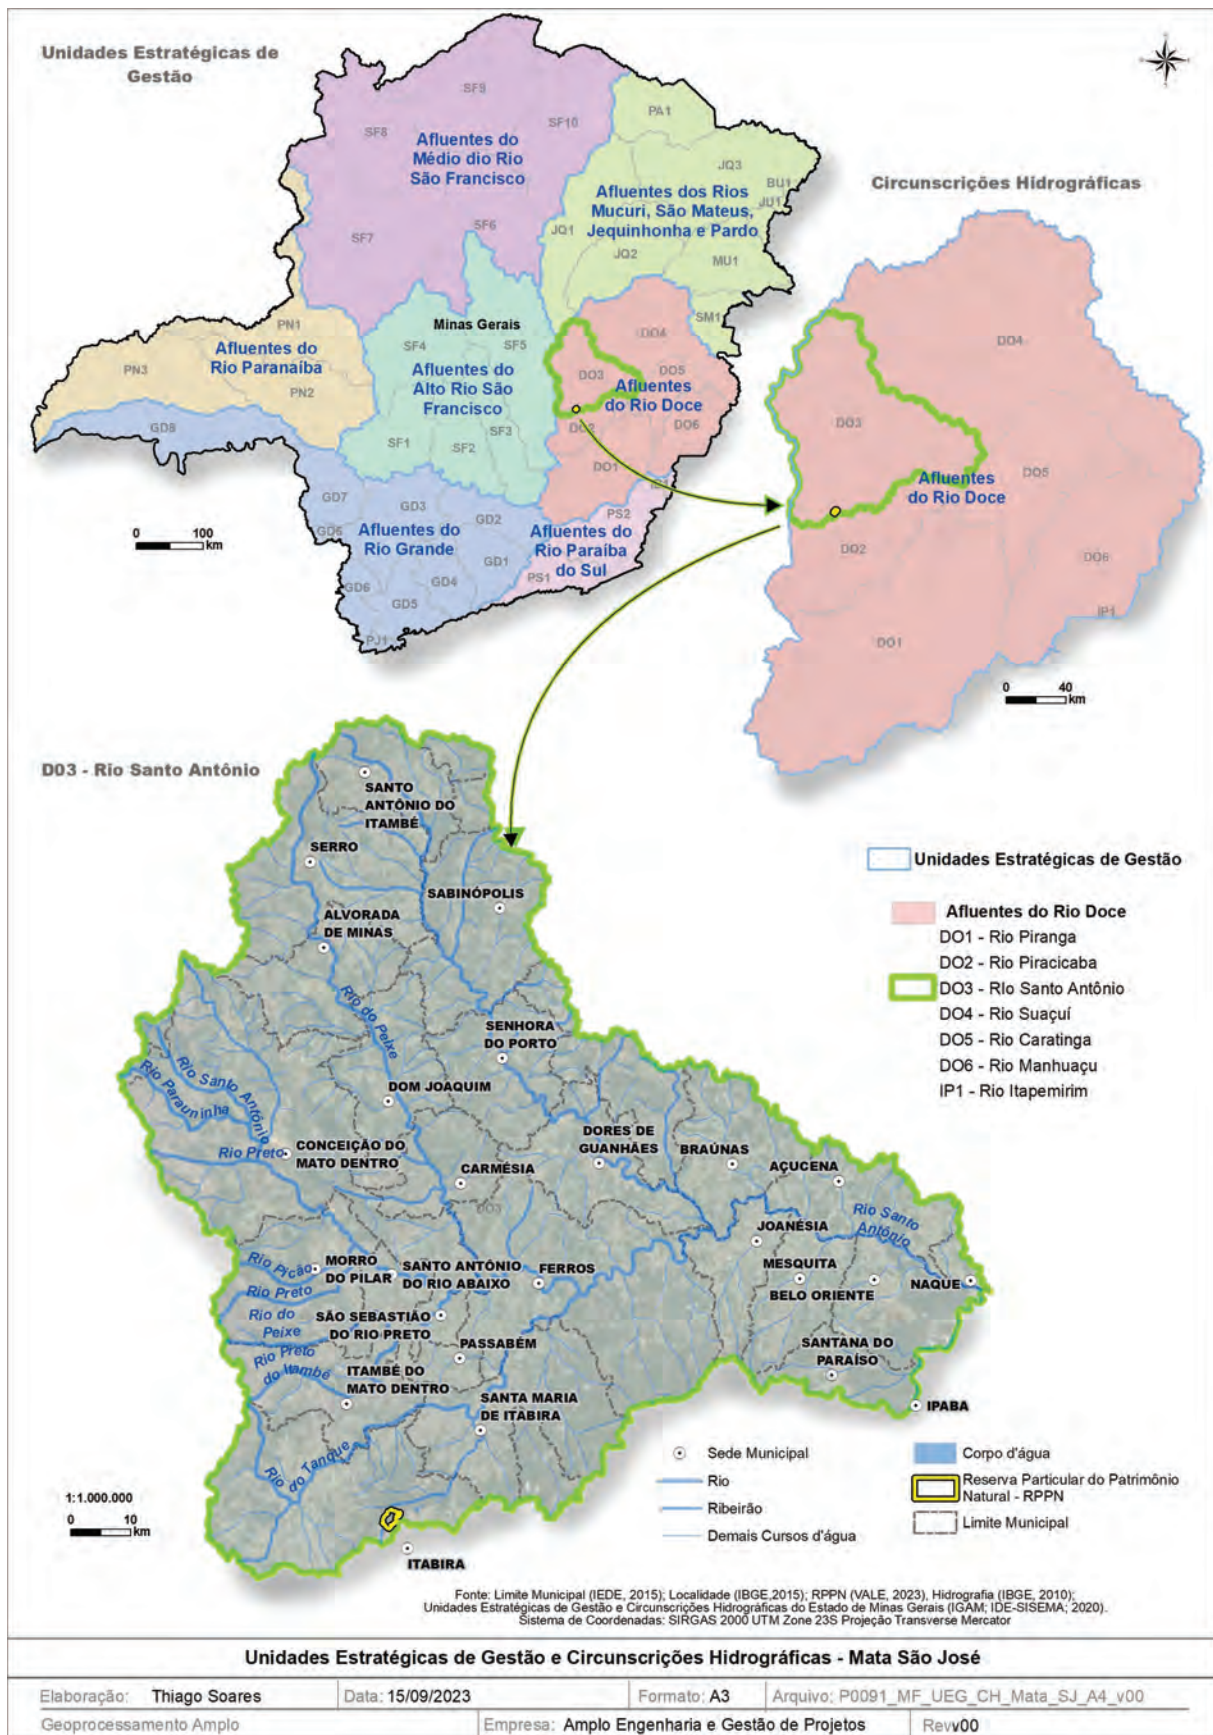 Unidades Estratégicas de
Gestão
SF9
SF8
SF10
PA1
Afluentes do
Médio dio Rio
São Francisco
JQ3
BU1
JU1
Afluentes dos Rios
Mucuri, São Mateus,
Jequinhonha e Pardo
SF7
SF6
JQ1
JQ2
MU1
SM1
Circunscrições Hidrográficas
PN1
Minas Gerais
SF4
SF5
DO4
Afluentes do
Rio Paranaíba
PN3
PN2
Afluentes do
Alto Rio São
Francisco
DO3
DO5
Afluentes
do Rio Doce
GD8
SF1
SF2
SF3
DO2
DO6
DO1
GD7
GD3
GD2
PS2
GD6
Afluentes do
Rio Grande
Afluentes do
Rio Paraíba
do Sul
GD1
PS1
GD6
GD4
GD5
PJ1
0 100
km
DO4
DO3
DO5
Afluentes
do Rio Doce
DO2
DO6
IP1
DO1
0 40
km
D03 - Rio Santo Antônio
SANTO
ANTÔNIO DO
ITAMBÉ
SERRO
SABINÓPOLIS
ALVORADA
DE MINAS
Rio do Peixe
SENHORA
DO PORTO
Rio Santo Antônio
Rio Parauninha
DOM JOAQUIM
Rio Preto
CONCEIÇÃO DO
MATO DENTRO
DORES DE
GUANHÃES
BRAÚNAS
AÇUCENA
CARMÉSIA
DO3
Rio Santo
Antônio
JOANÉSIA
Rio Picão
MORRO
DO PILAR
SANTO ANTÔNIO
DO RIO ABAIXO
FERROS
MESQUITA
BELO ORIENTE
NAQUE
Rio Preto
Rio do
Peixe
SÃO SEBASTIÃO
DO RIO PRETO
PASSABÉM
SANTANA DO
PARAÍSO
Rio Preto
do Itambé
ITAMBÉ DO
MATO DENTRO
SANTA MARIA
DE ITABIRA
IPABA
Rio do Tanque
ITABIRA
1:1.000.000
0 10
km
Unidades Estratégicas de Gestão
Afluentes do Rio Doce
DO1 - Rio Piranga
DO2 - Rio Piracicaba
DO3 - RIo Santo Antônio
DO4 - Rio Suaçuí
DO5 - Rio Caratinga
DO6 - Rio Manhuaçu
IP1 - Rio Itapemirim
Sede Municipal
Rio
Ribeirão
Demais Cursos d'água
Corpo d'água
Reserva Particular do Patrimônio
Natural - RPPN
Limite Municipal
Fonte: Limite Municipal (IEDE, 2015); Localidade (IBGE,2015); RPPN (VALE, 2023), Hidrografia (IBGE, 2010);
Unidades Estratégicas de Gestão e Circunscrições Hidrográficas do Estado de Minas Gerais (IGAM; IDE-SISEMA; 2020).
Sistema de Coordenadas: SIRGAS 2000 UTM Zone 23S Projeção Transverse Mercator
Unidades Estratégicas de Gestão e Circunscrições Hidrográficas - Mata São José
Elaboração: Thiago Soares
Data: 15/09/2023
Formato: A3
Arquivo: P0091_MF_UEG_CH_Mata_SJ_A4_v00
Geoprocessamento Amplo
Empresa: Amplo Engenharia e Gestão de Projetos
Revv00